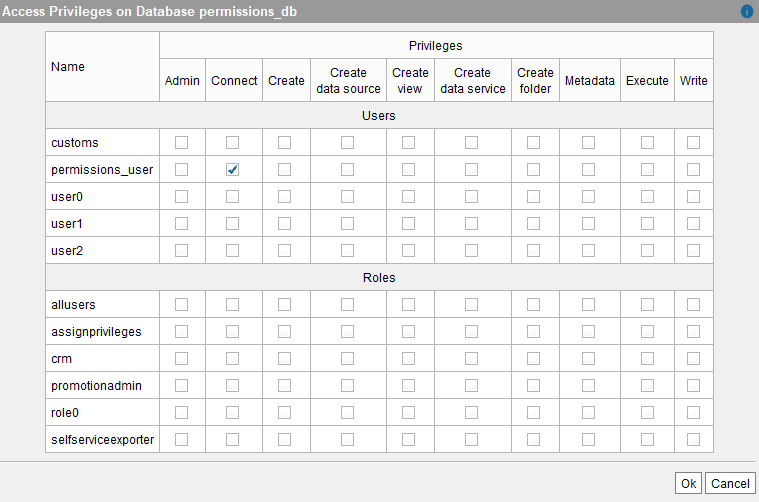 Access Privileges on Database permissions_db
Name
Privileges
Admin
Connect
Create
Create
data source
Create
view
Create
data service
Create
folder
Metadata
Execute
Write
Users
customs
permissions_user
user0
user1
user2
Roles
allusers
assignprivileges
crm
promotionadmin
role0
selfserviceexporter
Ok
Cancel